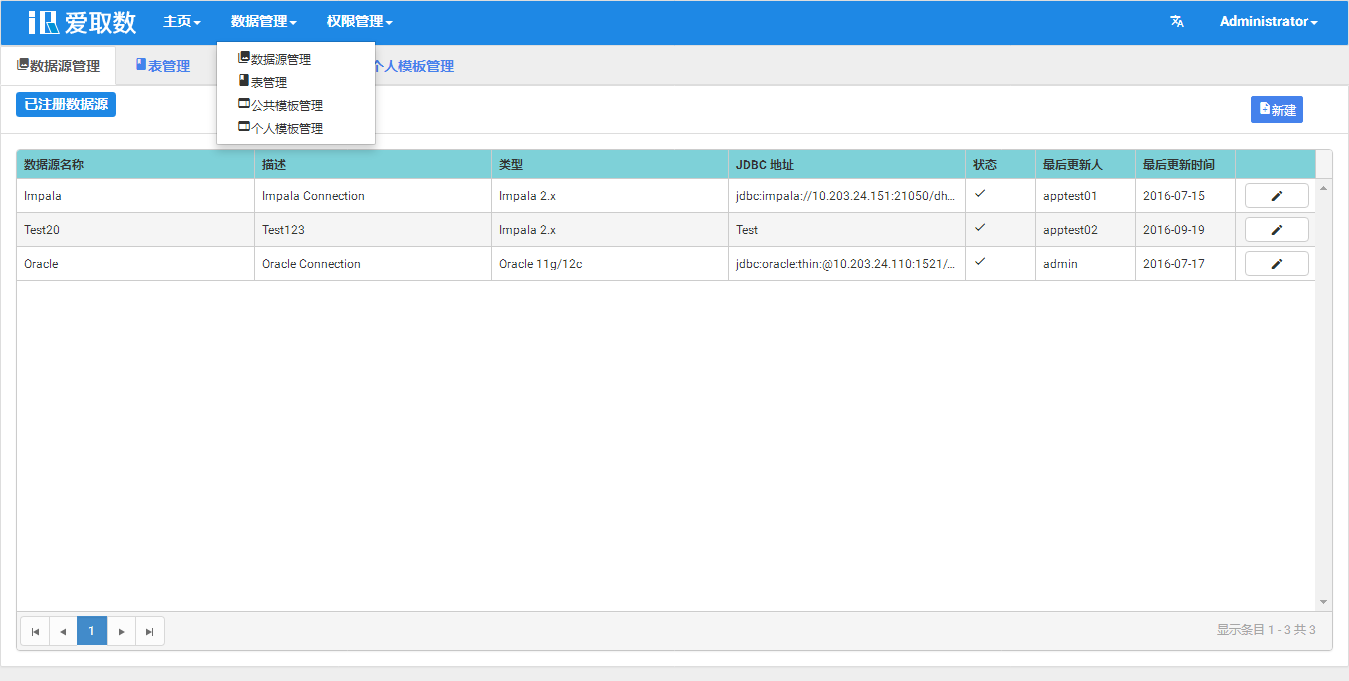 iR 爱取数 主页 数据管理 权限管理 Administrator
数据源管理 表管理 个人模板管理
数据源管理
表管理
公共模板管理
个人模板管理
已注册数据源 新建
数据源名称 描述 类型 JDBC 地址 状态 最后更新人 最后更新时间
Impala Impala Connection Impala 2.x jdbc:impala://10.203.24.151:21050/dh... apptest01 2016-07-15
Test20 Test123 Impala 2.x Test apptest02 2016-09-19
Oracle Oracle Connection Oracle 11g/12c jdbc:oracle:thin:@10.203.24.110:1521/... admin 2016-07-17
1 显示条目 1 - 3 共 3